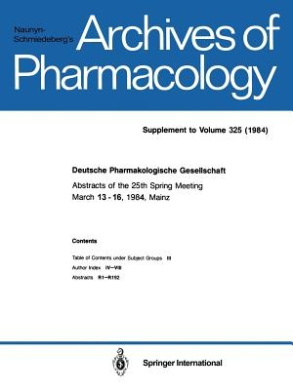 Naunyn-
Schmiedeberg's
Archives of
Pharmacology
Supplement to Volume 325 (1984)
Deutsche Pharmakologische Gesellschaft
Abstracts of the 25th Spring Meeting
March 13 - 16, 1984, Mainz
Contents
Table of Contents under Subject Groups III
Author Index IV–VIII
Abstracts R1–R192
Springer International